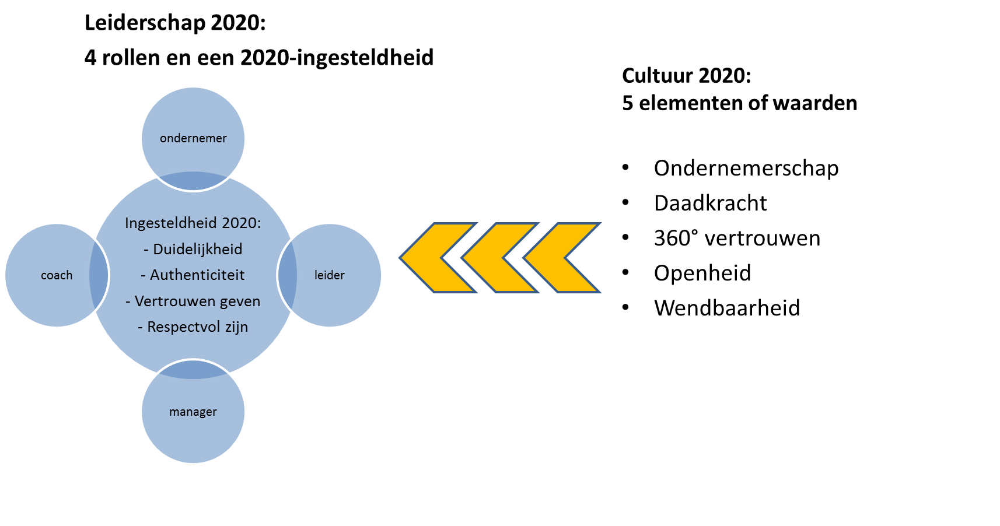 Leiderschap 2020:
4 rollen en een 2020-ingesteldheid
ondernemer
Ingesteldheid 2020:
- Duidelijkheid
- Authenticiteit
- Vertrouwen geven
- Respectvol zijn
coach
leider
manager
Cultuur 2020:
5 elementen of waarden
• Ondernemerschap
• Daadkracht
• 360° vertrouwen
• Openheid
• Wendbaarheid